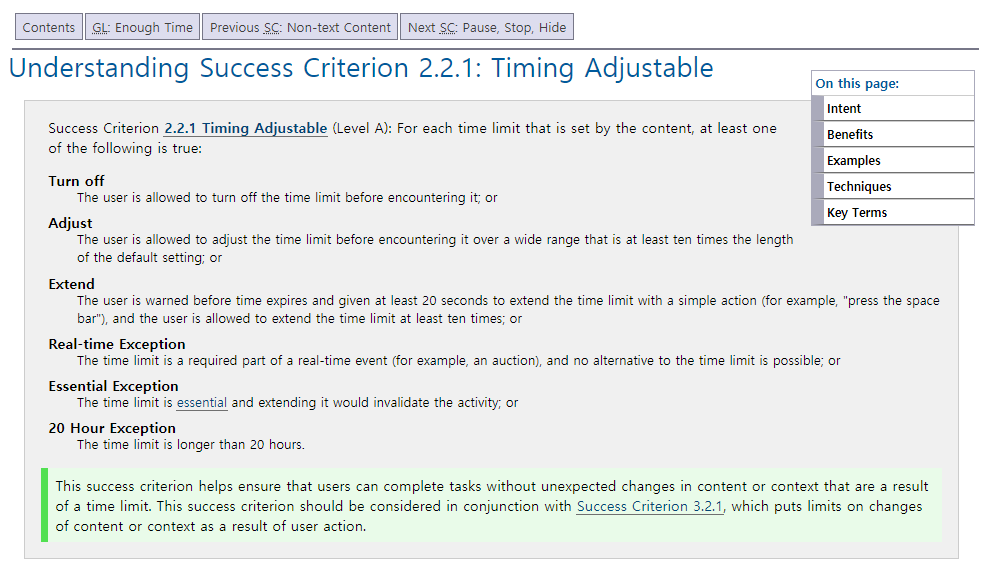 Contents GL: Enough Time Previous SC: Non-text Content Next SC: Pause, Stop, Hide
Understanding Success Criterion 2.2.1: Timing Adjustable
On this page:
Intent
Benefits
Examples
Techniques
Key Terms
Success Criterion 2.2.1 Timing Adjustable (Level A): For each time limit that is set by the content, at least one
of the following is true:
Turn off
The user is allowed to turn off the time limit before encountering it; or
Adjust
The user is allowed to adjust the time limit before encountering it over a wide range that is at least ten times the length
of the default setting; or
Extend
The user is warned before time expires and given at least 20 seconds to extend the time limit with a simple action (for example, "press the space
bar"), and the user is allowed to extend the time limit at least ten times; or
Real-time Exception
The time limit is a required part of a real-time event (for example, an auction), and no alternative to the time limit is possible; or
Essential Exception
The time limit is essential and extending it would invalidate the activity; or
20 Hour Exception
The time limit is longer than 20 hours.
This success criterion helps ensure that users can complete tasks without unexpected changes in content or context that are a result
of a time limit. This success criterion should be considered in conjunction with Success Criterion 3.2.1, which puts limits on changes
of content or context as a result of user action.